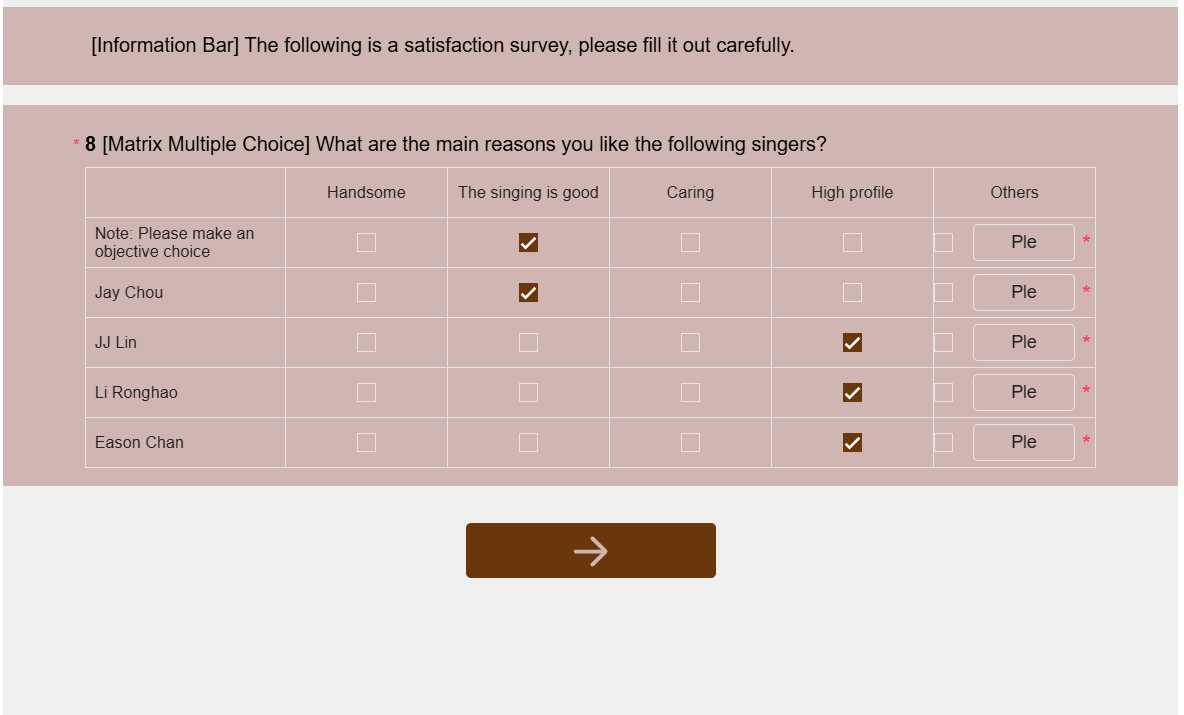 [Information Bar] The following is a satisfaction survey, please fill it out carefully.
* 8 [Matrix Multiple Choice] What are the main reasons you like the following singers?
Handsome The singing is good Caring High profile Others
Note: Please make an
objective choice
Ple *
Jay Chou Ple *
JJ Lin Ple *
Li Ronghao Ple *
Eason Chan Ple *